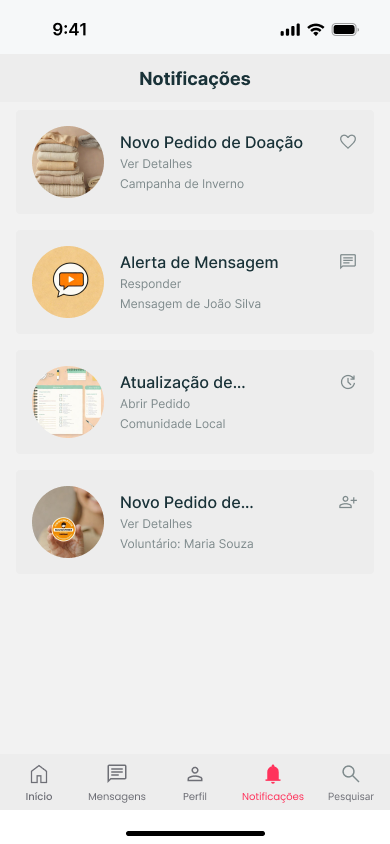 9:41
Notificações
Novo Pedido de Doação
Ver Detalhes
Campanha de Inverno
Alerta de Mensagem
Responder
Mensagem de João Silva
Atualização de...
Abrir Pedido
Comunidade Local
Novo Pedido de...
Ver Detalhes
Voluntário: Maria Souza
Início
Mensagens
Perfil
Notificações
Pesquisar